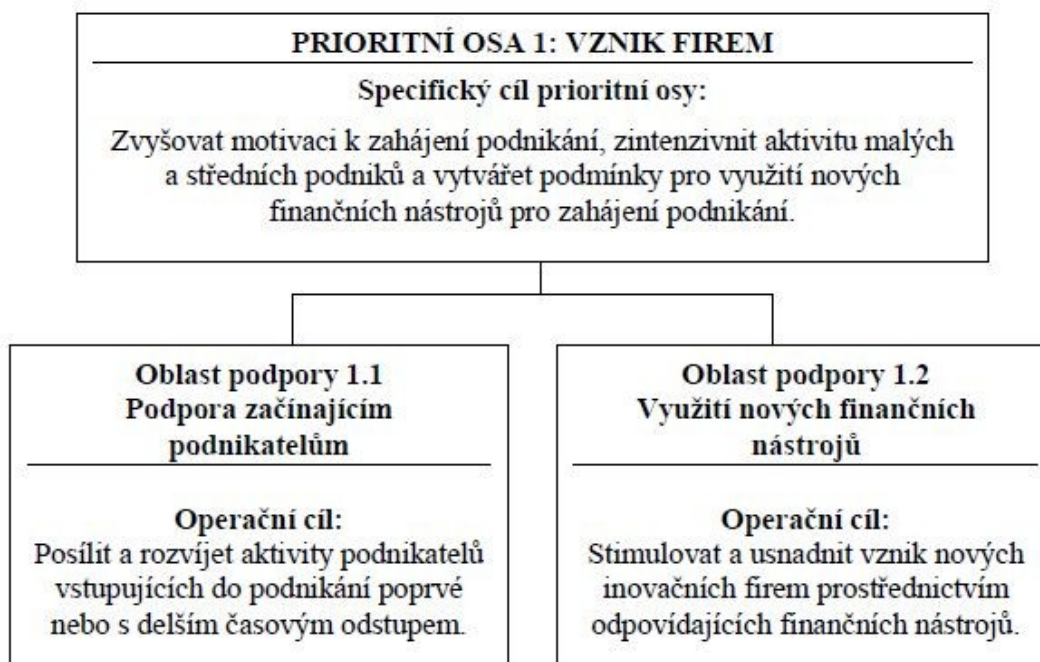 PRIORITNÍ OSA 1: VZNIK FIREM
Specifický cíl prioritní osy:
Zvyšovat motivaci k zahájení podnikání, zintenzivnit aktivitu malých
a středních podniků a vytvářet podmínky pro využití nových
finančních nástrojů pro zahájení podnikání.
Oblast podpory 1.1
Podpora začínajícím
podnikatelům
Operační cíl:
Posílit a rozvíjet aktivity podnikatelů
vstupujících do podnikání poprvé
nebo s delším časovým odstupem.
Oblast podpory 1.2
Využití nových finančních
nástrojů
Operační cíl:
Stimulovat a usnadnit vznik nových
inovačních firem prostřednictvím
odpovídajících finančních nástrojů.